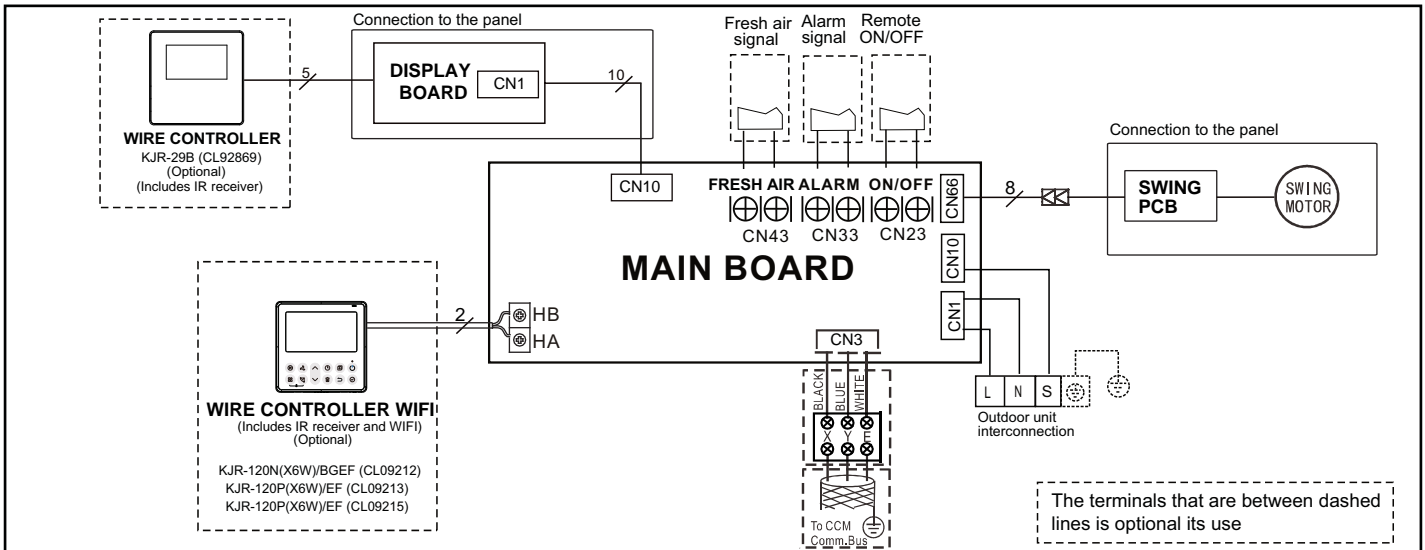 Connection to the panel
5
DISPLAY
BOARD
CN1
10
WIRE CONTROLLER
KJR-29B (CL92869)
(Optional)
(Includes IR receiver)
Fresh air
signal
Alarm
signal
Remote
ON/OFF
CN10
FRESH AIR
ALARM
ON/OFF
CN43
CN33
CN23
MAIN BOARD
CN66
CN10
CN1
8
Connection to the panel
SWING
PCB
SWING
MOTOR
2
HB
HA
WIRE CONTROLLER WIFI
(Includes IR receiver and WIFI)
(Optional)
KJR-120N(X6W)/BGEF (CL09212)
KJR-120P(X6W)/EF (CL09213)
KJR-120P(X6W)/EF (CL09215)
CN3
BLACK
BLUE
WHITE
X Y E
To CCM
Comm.Bus
L N S
Outdoor unit
interconnection
The terminals that are between dashed
lines is optional its use